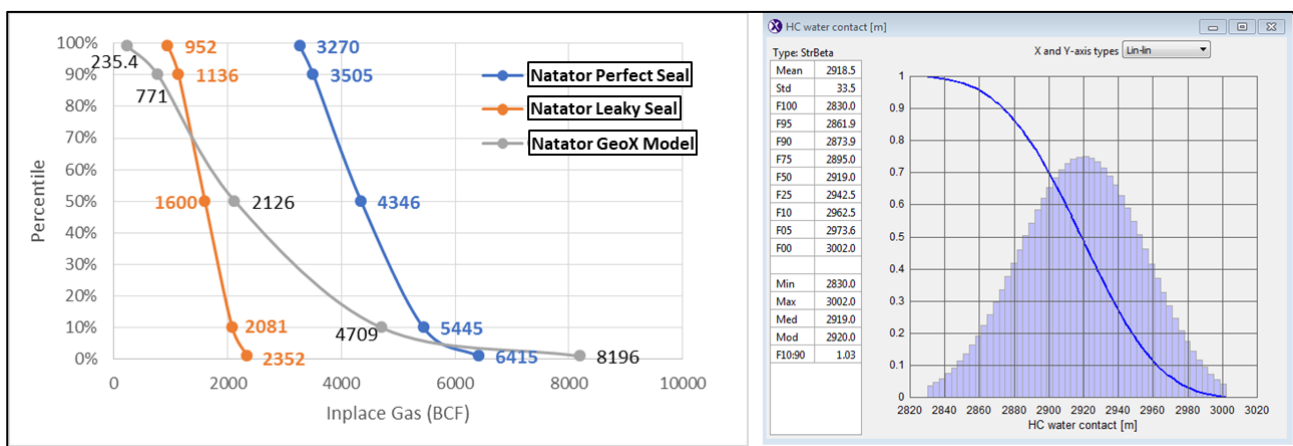 100%
90%
80%
70%
60%
50%
40%
30%
20%
10%
0%
Percentile
0 2000 4000 6000 8000 10000
Inplace Gas (BCF)
235.4
771
2126
4709
8196
952
1136
1600
2081
2352
3270
3505
4346
5445
6415
Natator Perfect Seal
Natator Leaky Seal
Natator GeoX Model
HC water contact [m]
Type: StrBeta
X and Y-axis types Lin-lin
Mean 2918.5
Std 33.5
F100 2830.0
F95 2861.9
F90 2873.9
F75 2895.0
F50 2919.0
F25 2942.5
F10 2962.5
F05 2973.6
F00 3002.0
Min 2830.0
Max 3002.0
Med 2919.0
Mod 2920.0
F10:90 1.03
1
0.9
0.8
0.7
0.6
0.5
0.4
0.3
0.2
0.1
0
2820 2840 2860 2880 2900 2920 2940 2960 2980 3000 3020
HC water contact [m]